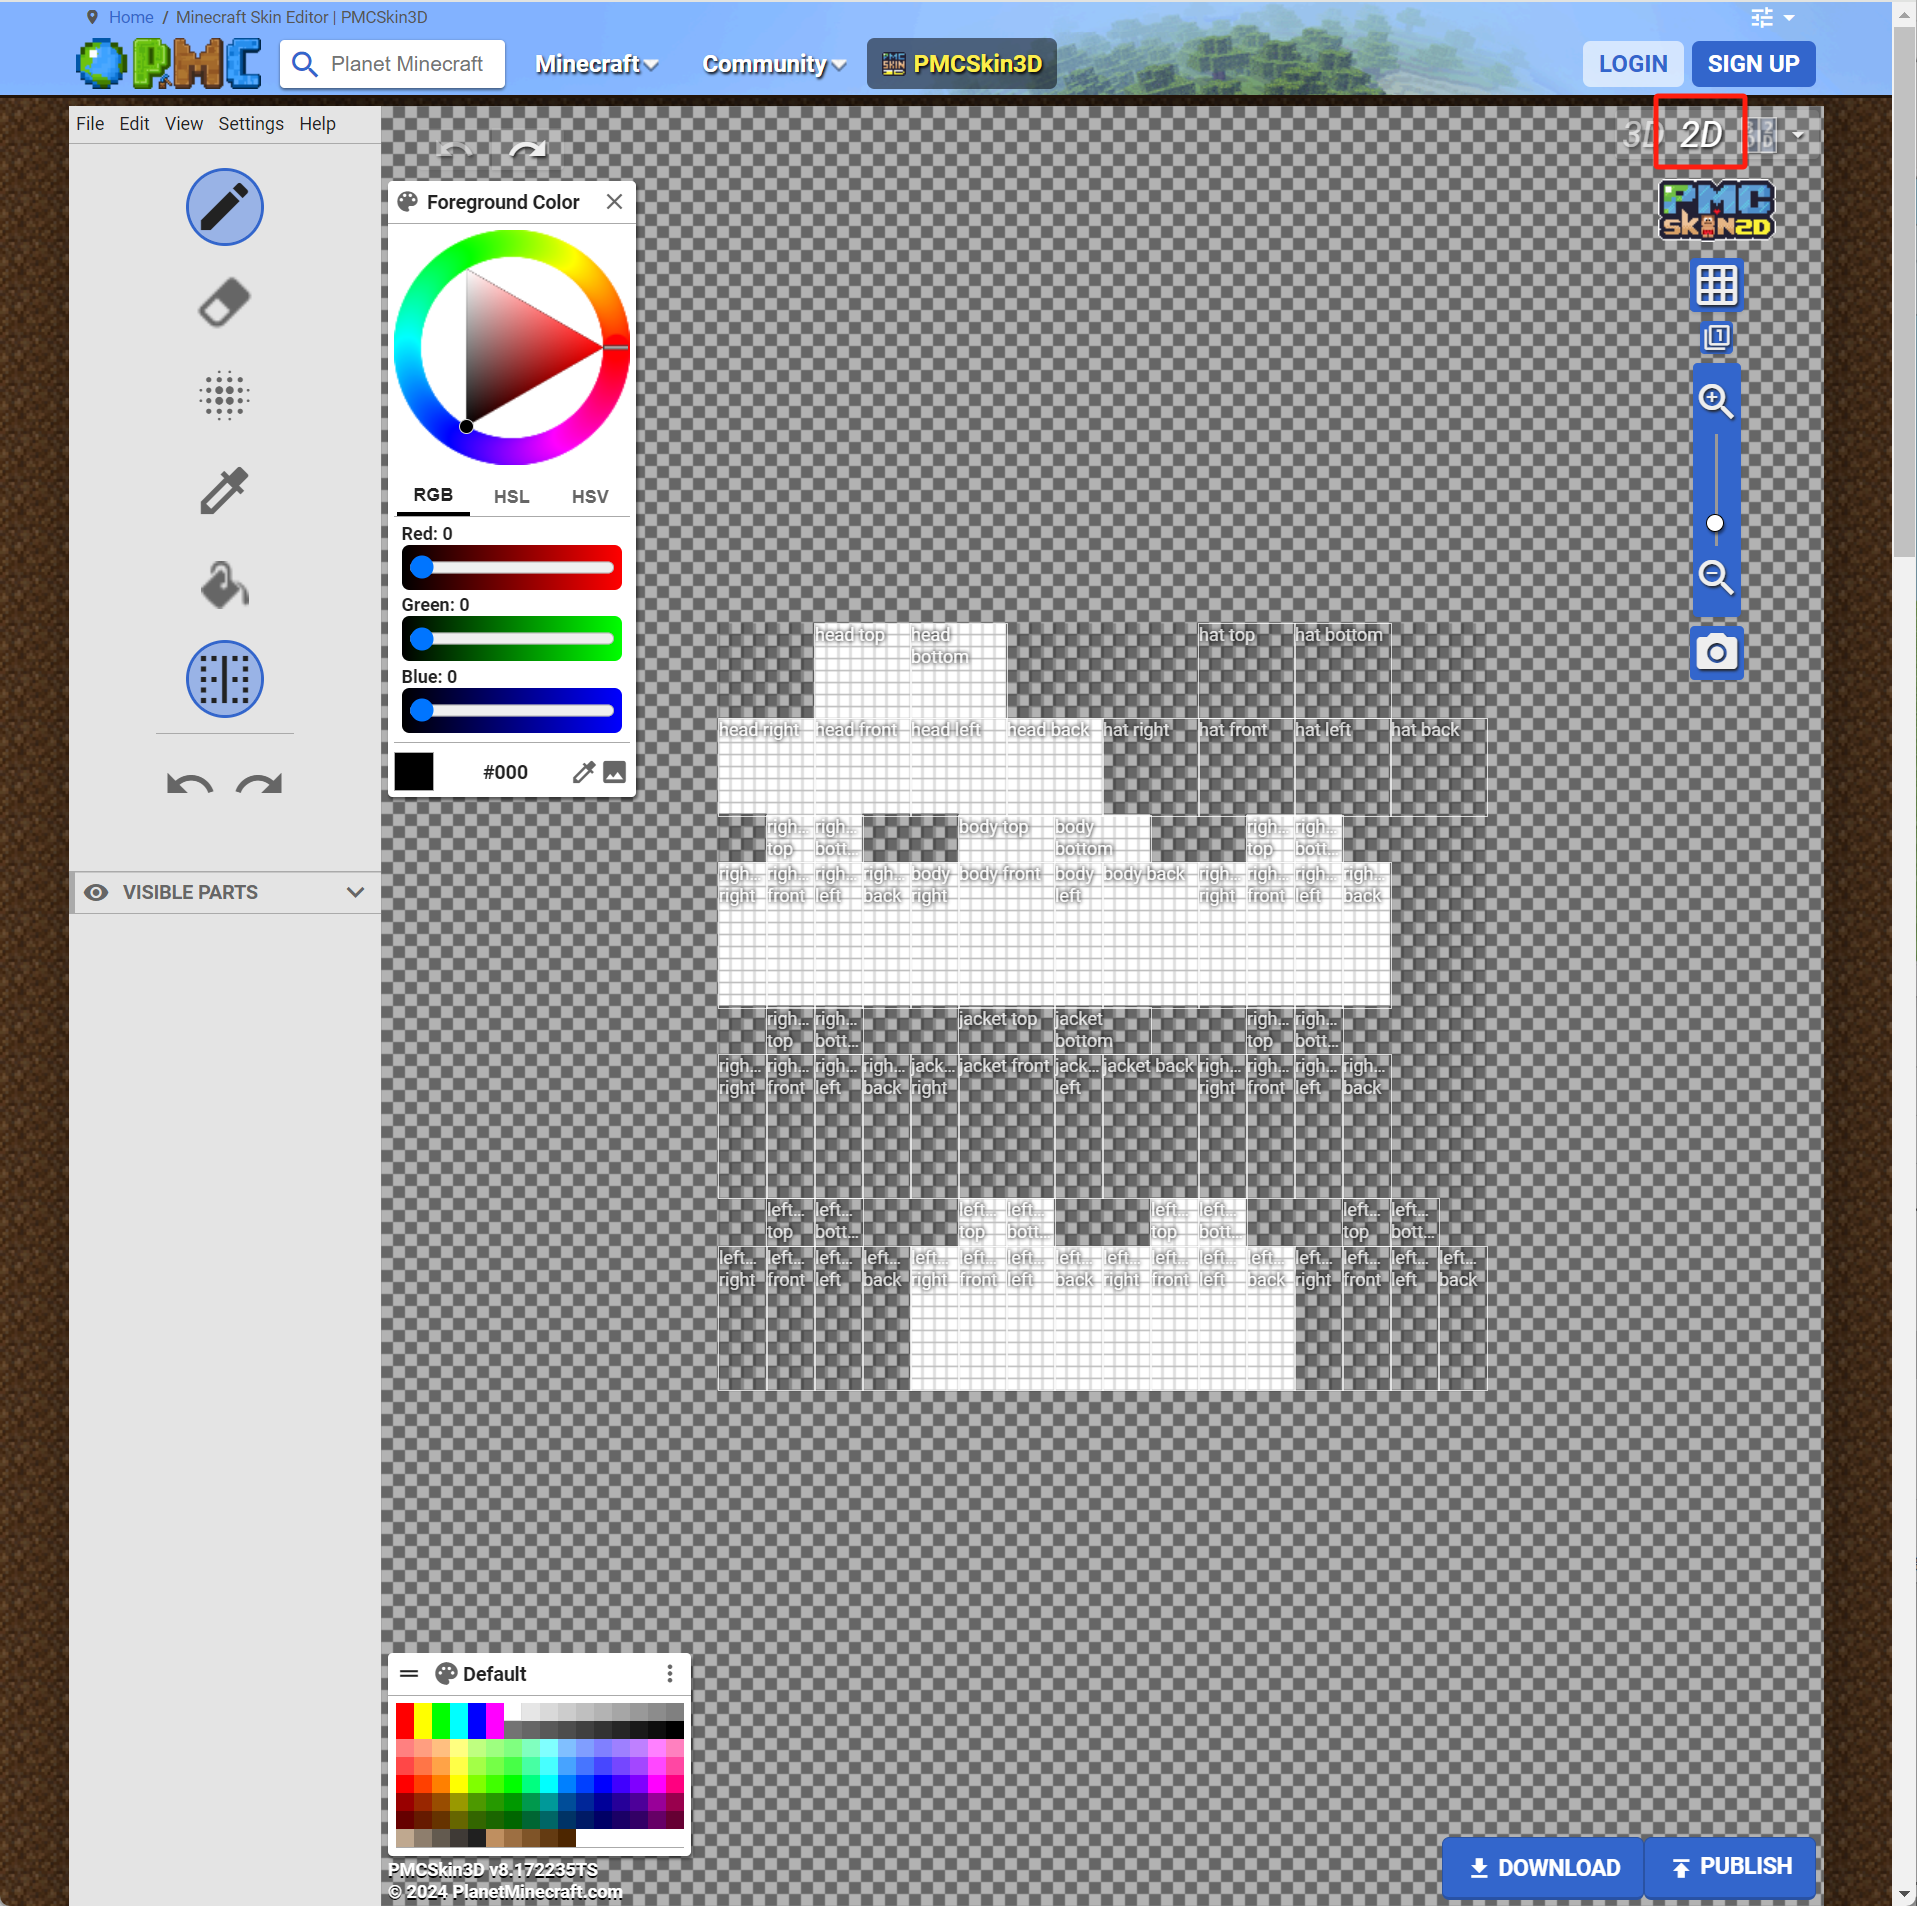 Home / Minecraft Skin Editor | PMCSkin3D
PMC
Planet Minecraft
Minecraft
Community
PMC SKIN 3D
PMCSkin3D
LOGIN
SIGN UP
File Edit View Settings Help
3D
2D
Foreground Color
PMC
SKIN2D
1
RGB HSL HSV
Red: 0
Green: 0
Blue: 0
#000
VISIBLE PARTS
head top head hat top hat bottom
bottom
head right head front head left head back hat right hat front hat left hat back
righ... righ... body top body righ... righ...
top bott... bottom top bott...
righ... righ... righ... righ... body body front body body back righ... righ... righ... righ...
right front left back right left right front left back
righ... righ... jacket top jacket righ... righ...
top bott... bottom top bott...
righ... righ... righ... righ... jack... jacket front jack... jacket back righ... righ... righ... righ...
right front left back right left right front left back
left... left... left... left... left... left... left... left...
top bott... top bott... top bott... top bott...
left... left... left... left... left... left... left... left... left... left... left... left... left... left... left... left...
right front left back right front left back right front left back right front left back
Default
PMCSkin3D v8.172235TS
© 2024 PlanetMinecraft.com
DOWNLOAD
PUBLISH